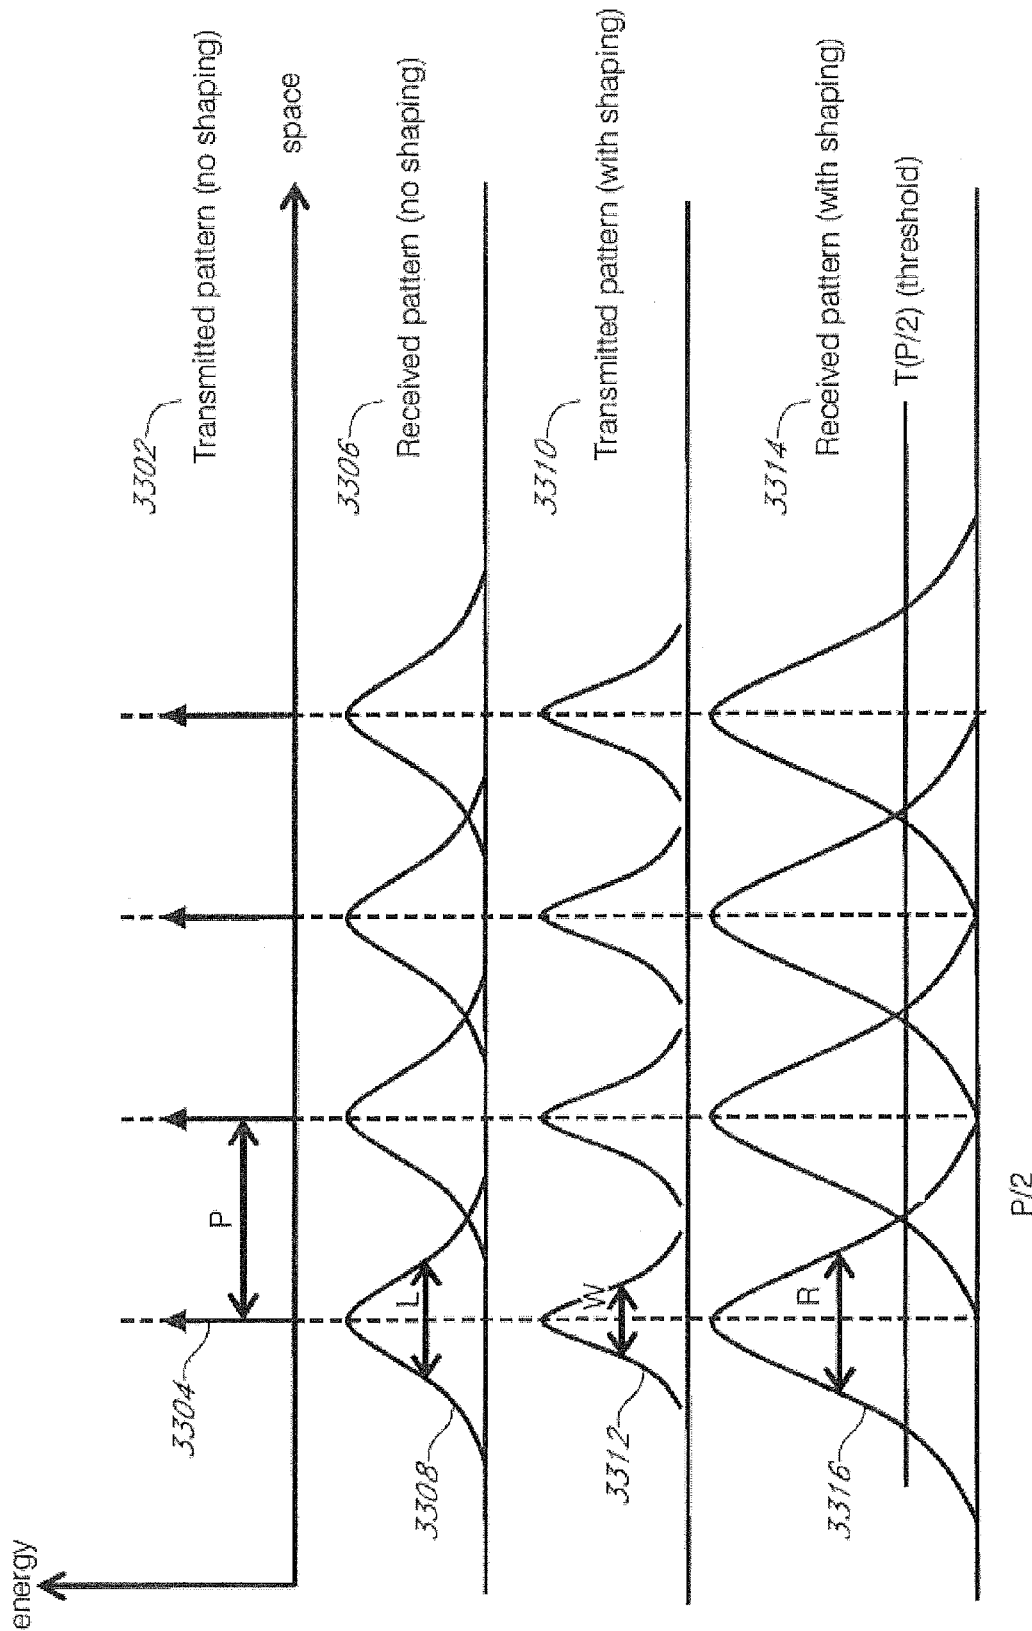 energy
3302
Transmitted pattern (no shaping)
space
3304
P
3306
Received pattern (no shaping)
3308
L
3310
Transmitted pattern (with shaping)
3312
W
3314
Received pattern (with shaping)
T(P/2) (threshold)
3316
R
P/2